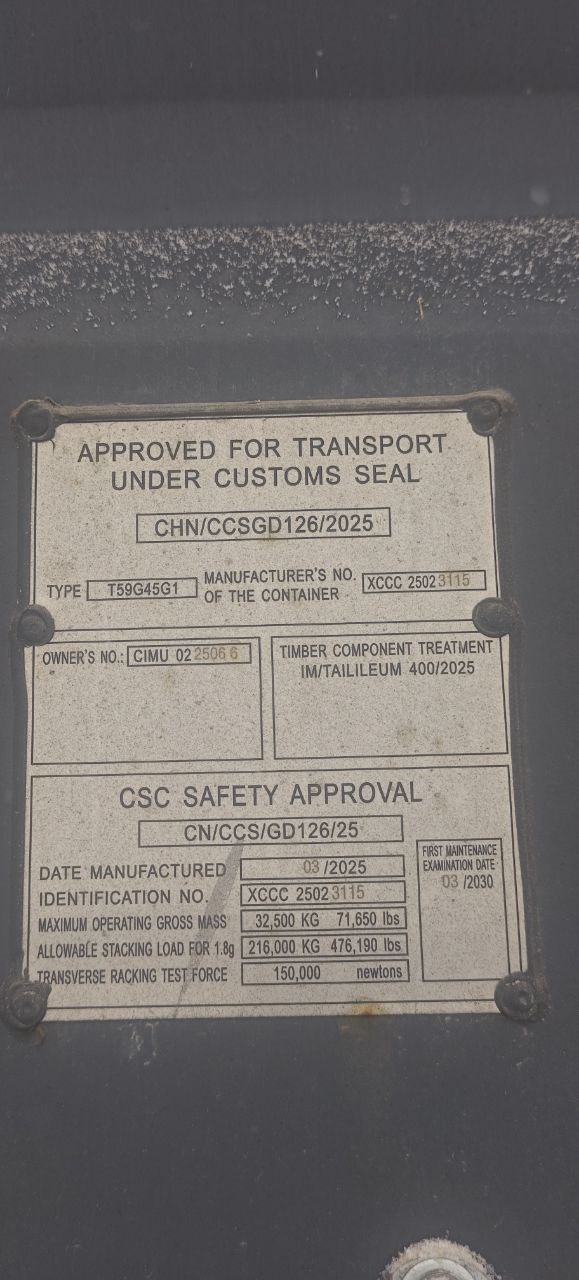 APPROVED FOR TRANSPORT
UNDER CUSTOMS SEAL
CHN/CCSGD126/2025
TYPE T59G45G1 MANUFACTURER'S NO. OF THE CONTAINER XCCC 2502 3115
OWNER'S NO.: CIMU 02 2506 6
TIMBER COMPONENT TREATMENT
IM/TAILILEUM 400/2025
CSC SAFETY APPROVAL
CN/CCS/GD126/25
DATE MANUFACTURED 03 /2025
IDENTIFICATION NO. XCCC 2502 3115
MAXIMUM OPERATING GROSS MASS 32,500 KG 71,650 lbs
ALLOWABLE STACKING LOAD FOR 1.8g 216,000 KG 476,190 lbs
TRANSVERSE RACKING TEST FORCE 150,000 newtons
FIRST MAINTENANCE
EXAMINATION DATE
03 /2030